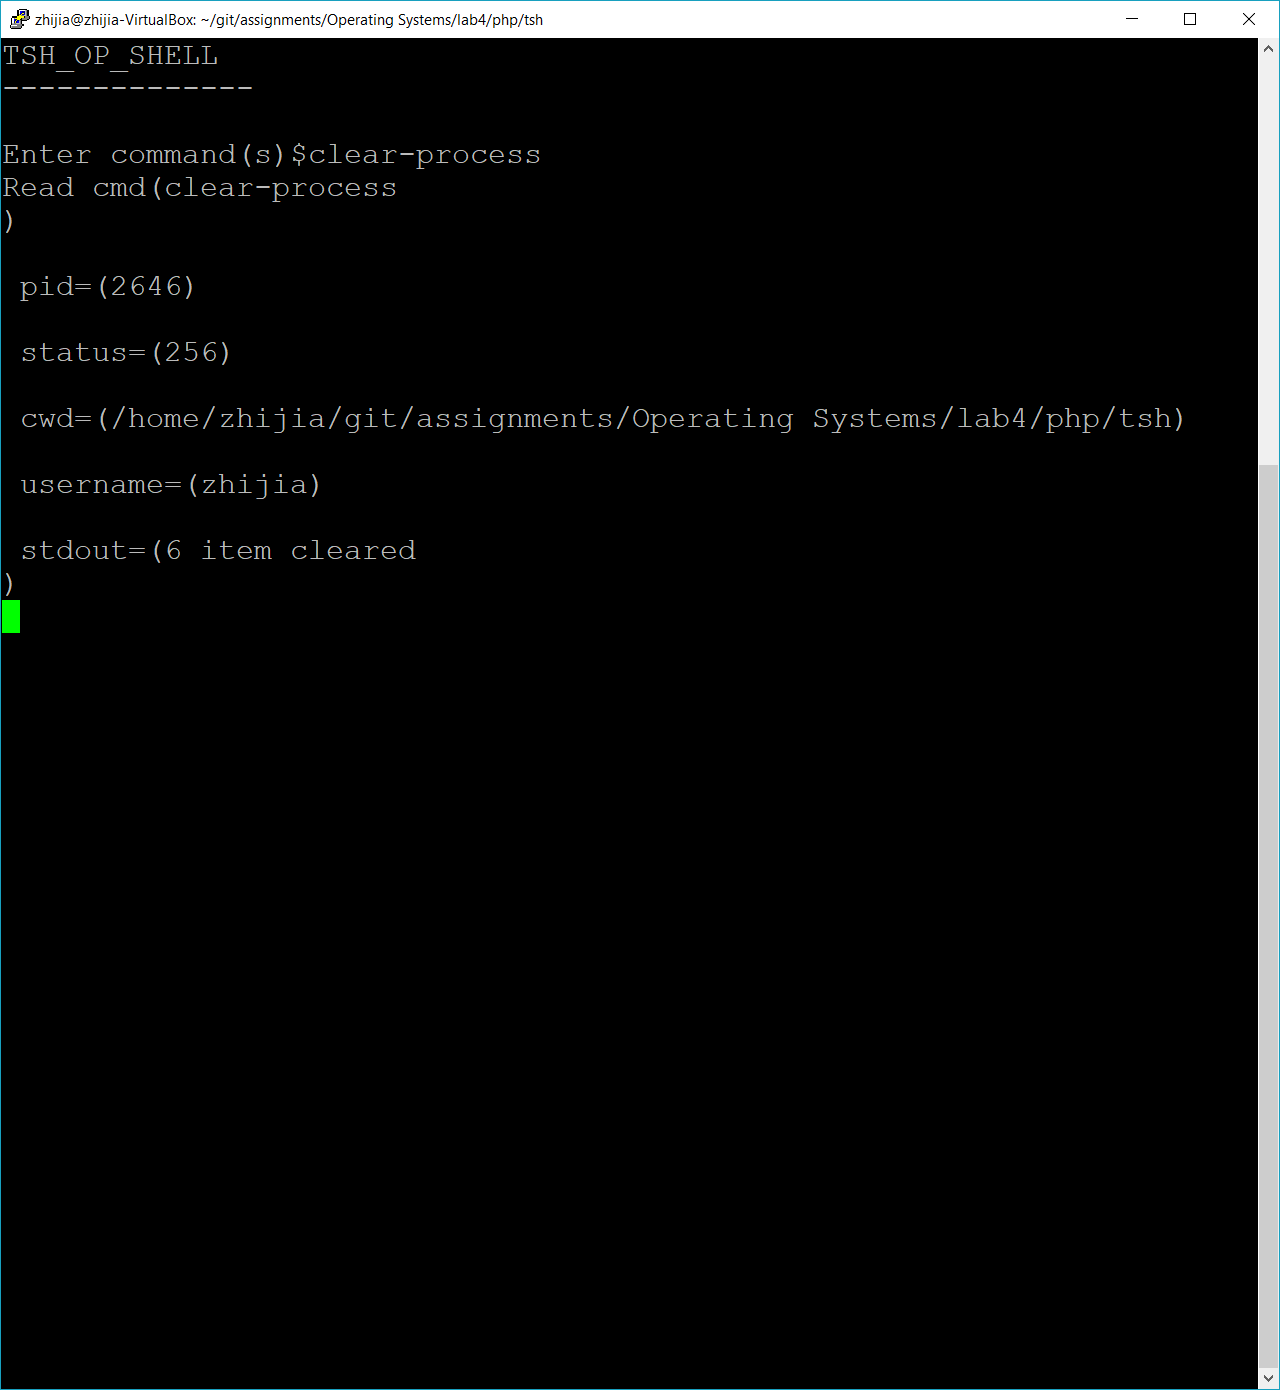 zhijia@zhijia-VirtualBox: ~/git/assignments/Operating Systems/lab4/php/tsh
TSH_OP_SHELL
--------------
Enter command(s)$clear-process
Read cmd(clear-process
)
pid=(2646)
status=(256)
cwd=(/home/zhijia/git/assignments/Operating Systems/lab4/php/tsh)
username=(zhijia)
stdout=(6 item cleared
)